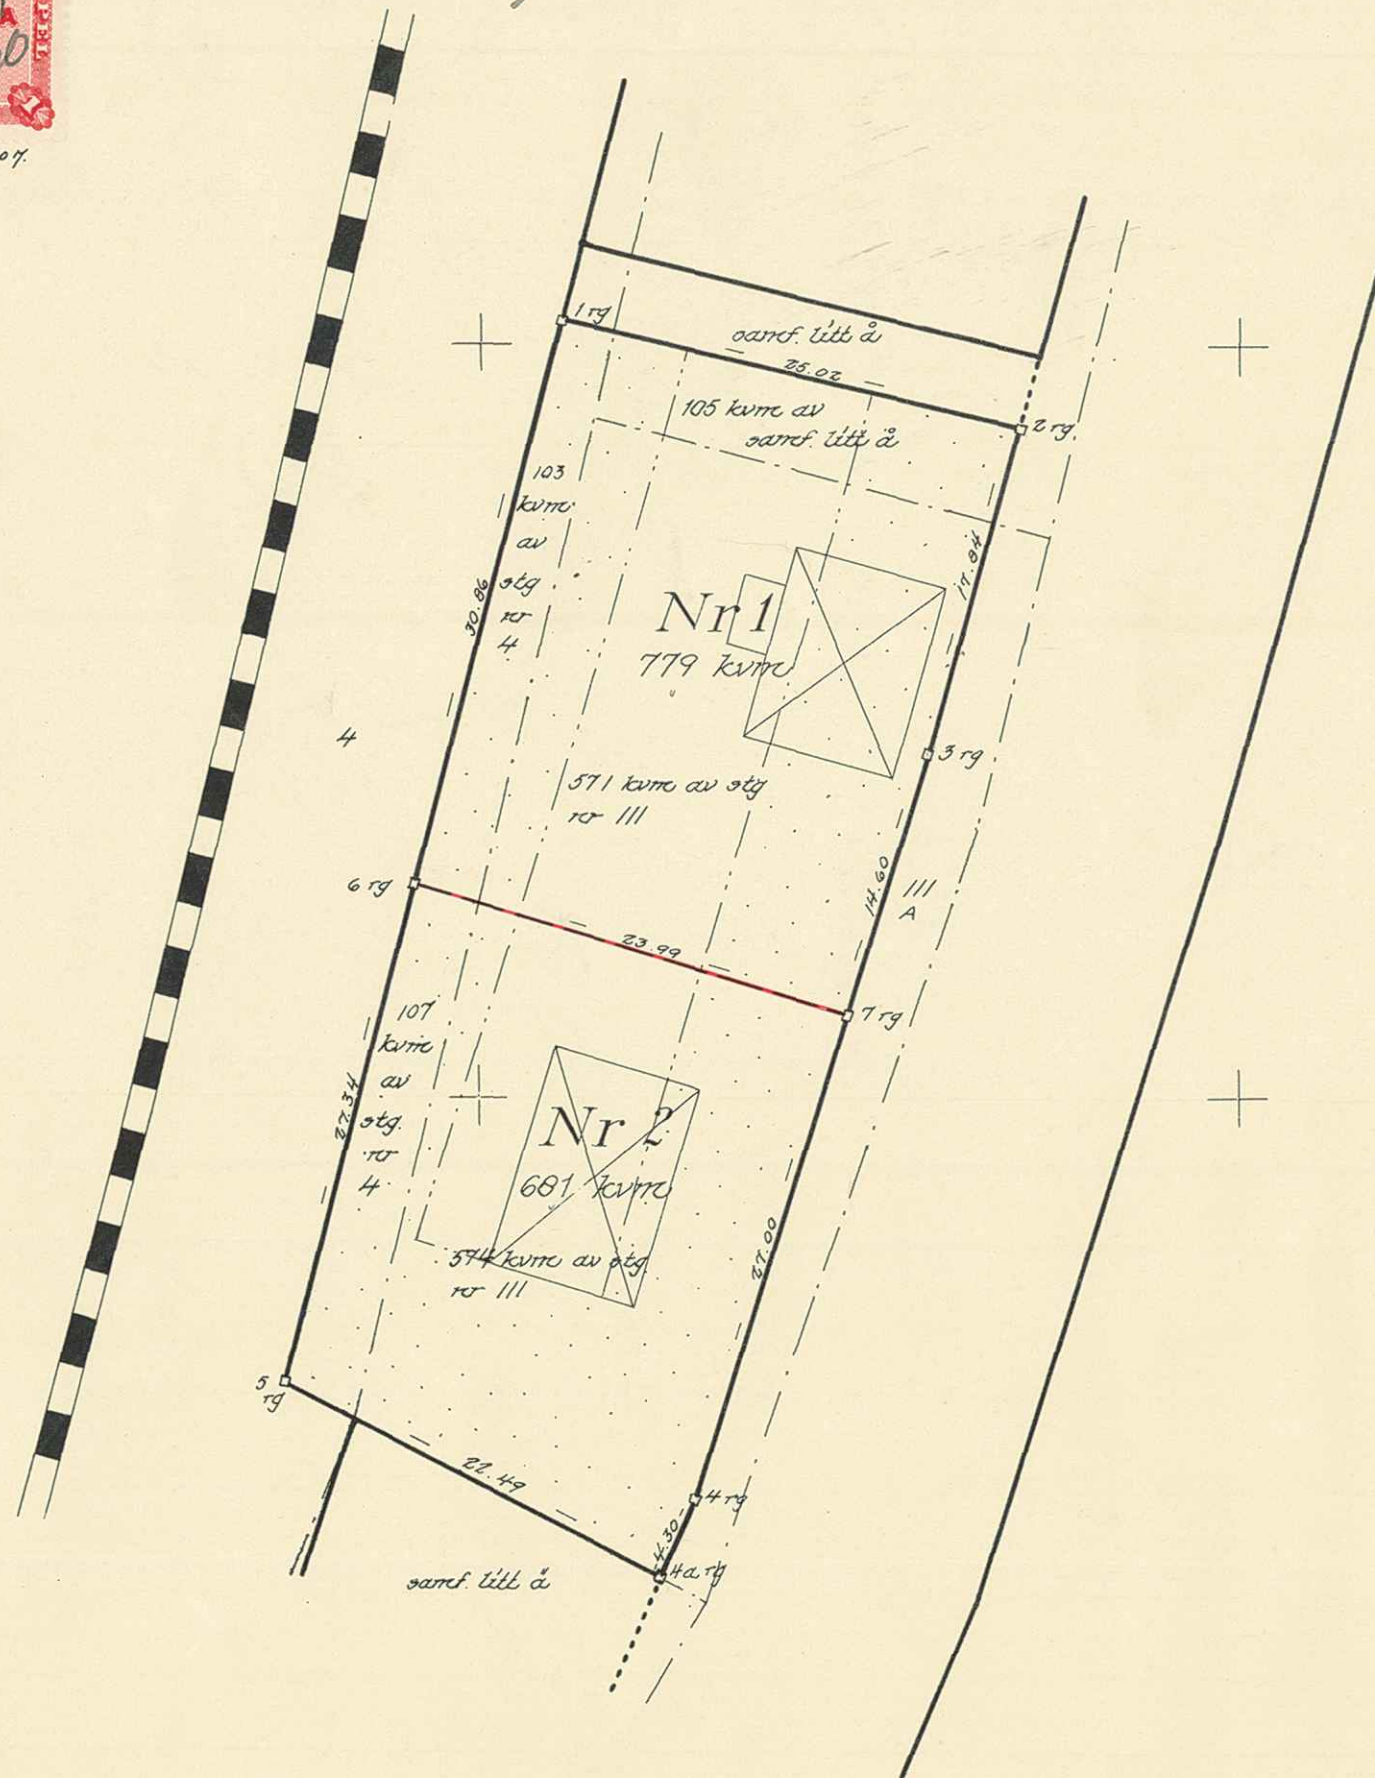 1 rg
samf. litt å
25.02
2 rg.
105 kvm av
samf. litt å
103
kvm
av
stg
nr
4
30.86
17.84
Nr 1
779 kvm
4
3 rg
571 kvm av stg
nr III
6 rg
14.60
III
A
23.99
7 rg
107
kvm
av
stg.
nr
4
27.34
Nr 2
681 kvm
574 kvm av stg.
nr III
27.00
5
rg
22.49
4 rg
4.30
4a rg
samf. litt å